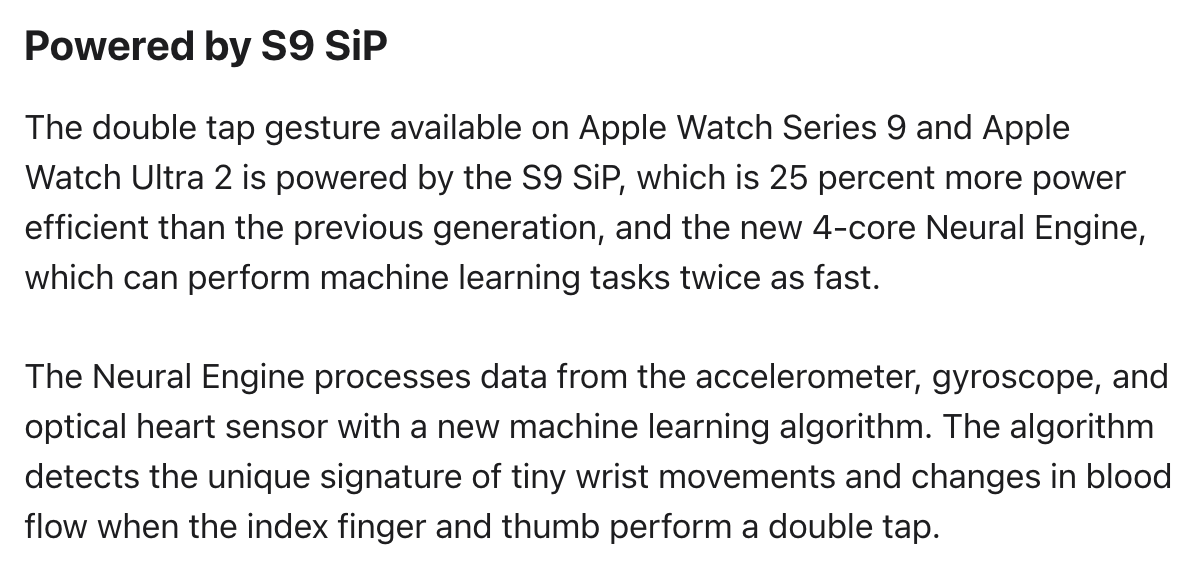 Powered by S9 SiP
The double tap gesture available on Apple Watch Series 9 and Apple
Watch Ultra 2 is powered by the S9 SiP, which is 25 percent more power
efficient than the previous generation, and the new 4-core Neural Engine,
which can perform machine learning tasks twice as fast.
The Neural Engine processes data from the accelerometer, gyroscope, and
optical heart sensor with a new machine learning algorithm. The algorithm
detects the unique signature of tiny wrist movements and changes in blood
flow when the index finger and thumb perform a double tap.